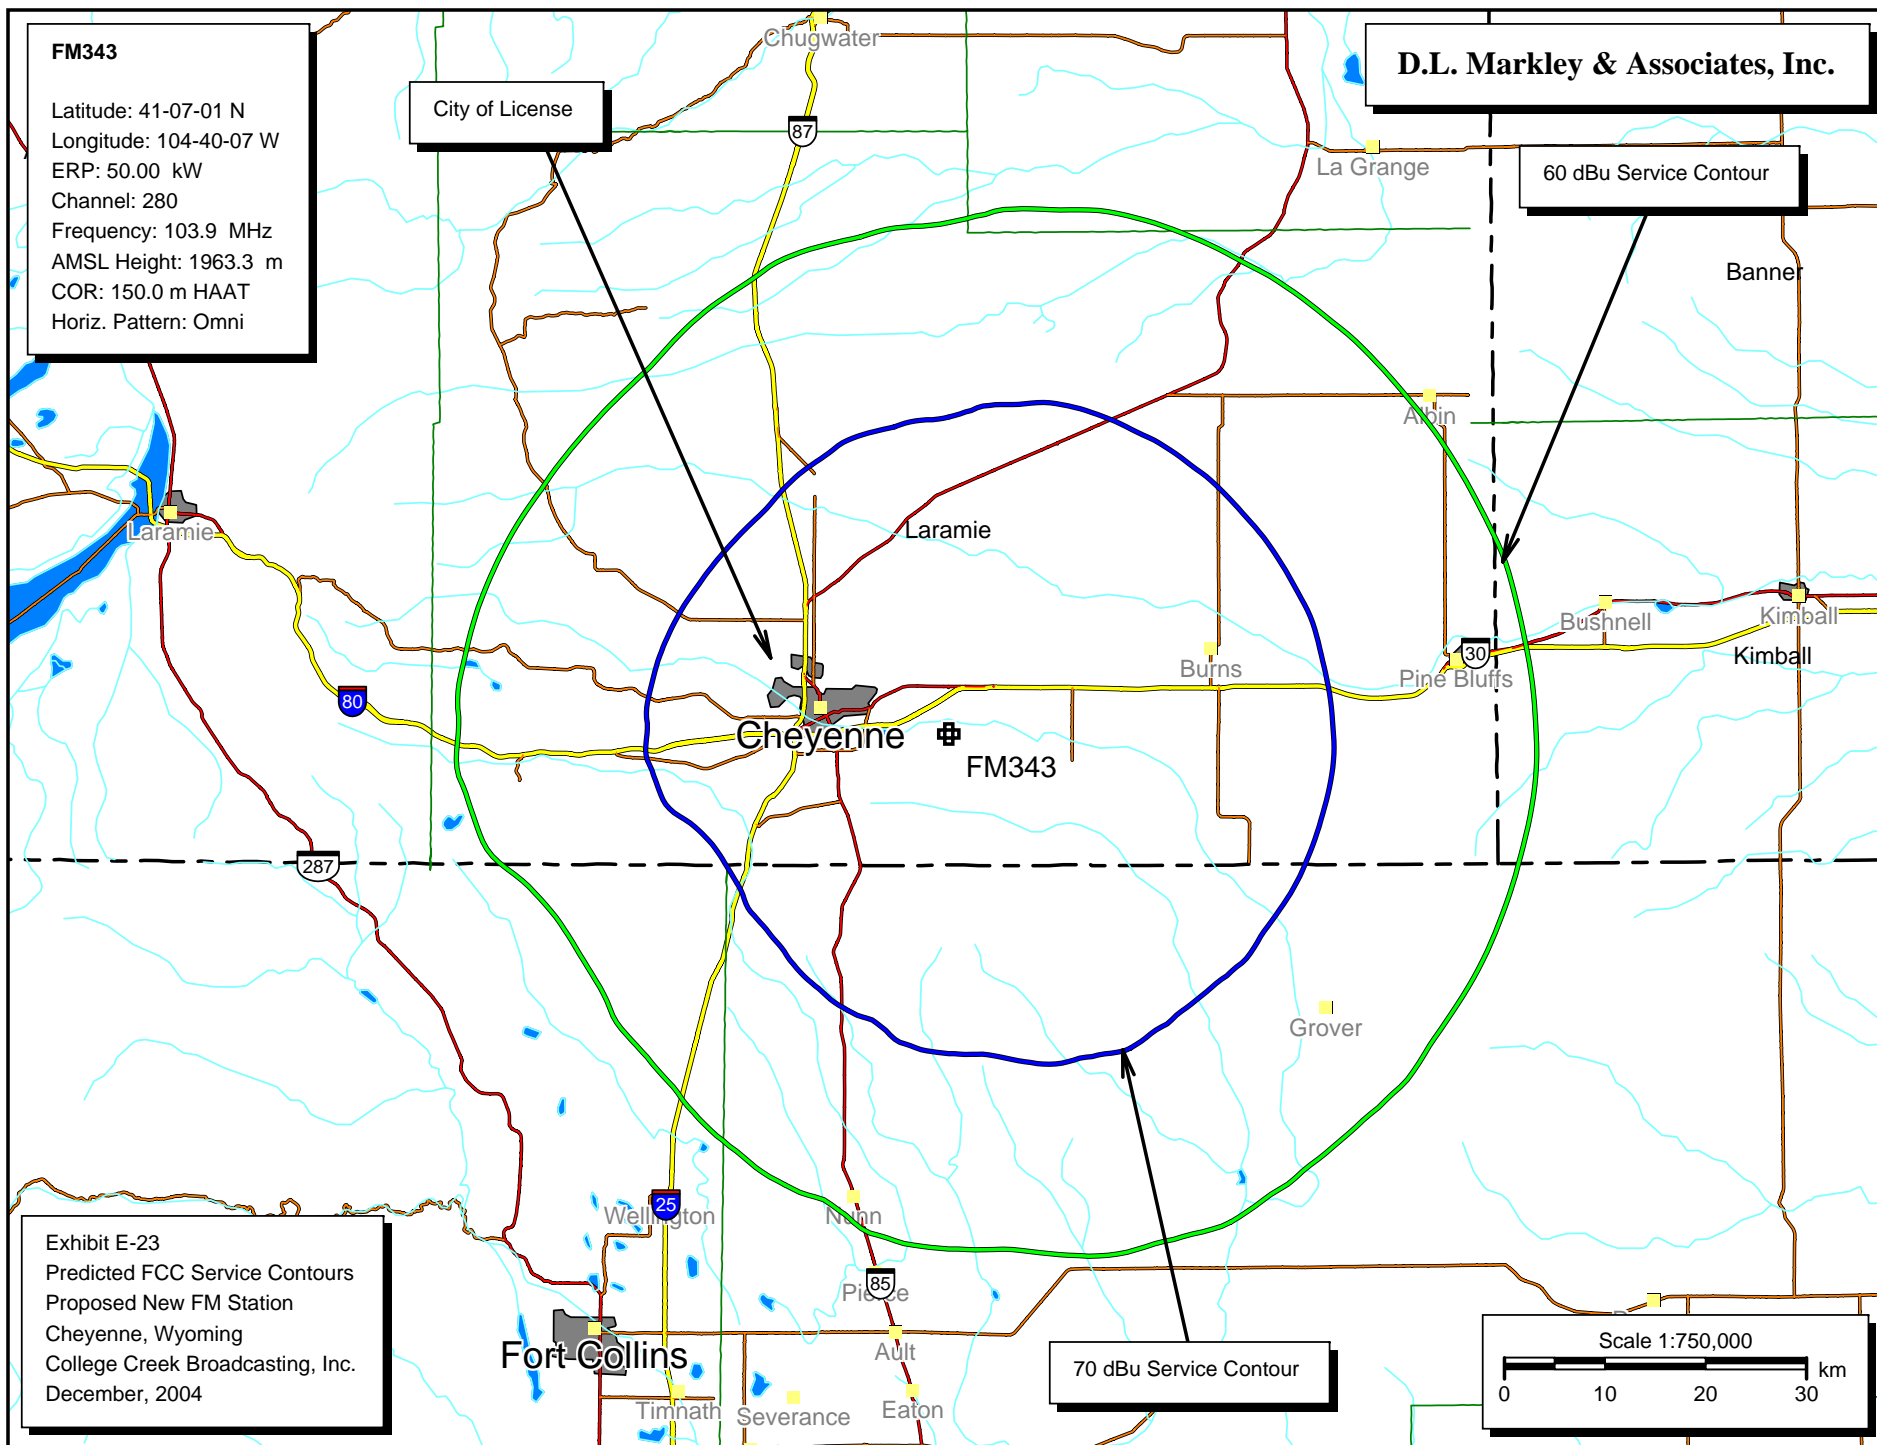 FM343
Latitude: 41-07-01 N
Longitude: 104-40-07 W
ERP: 50.00 kW
Channel: 280
Frequency: 103.9 MHz
AMSL Height: 1963.3 m
COR: 150.0 m HAAT
Horiz. Pattern: Omni
City of License
Chugwater
D.L. Markley & Associates, Inc.
87
La Grange
60 dBu Service Contour
Banner
Albin
Laramie
Laramie
Bushnell
Kimball
Kimball
Burns
30
Pine Bluffs
80
Cheyenne
FM343
287
Grover
25
Wellington
Nunn
85
Pierce
Fort Collins
Ault
Timnath
Severance
Eaton
70 dBu Service Contour
Exhibit E-23
Predicted FCC Service Contours
Proposed New FM Station
Cheyenne, Wyoming
College Creek Broadcasting, Inc.
December, 2004
Scale 1:750,000
km
0 10 20 30